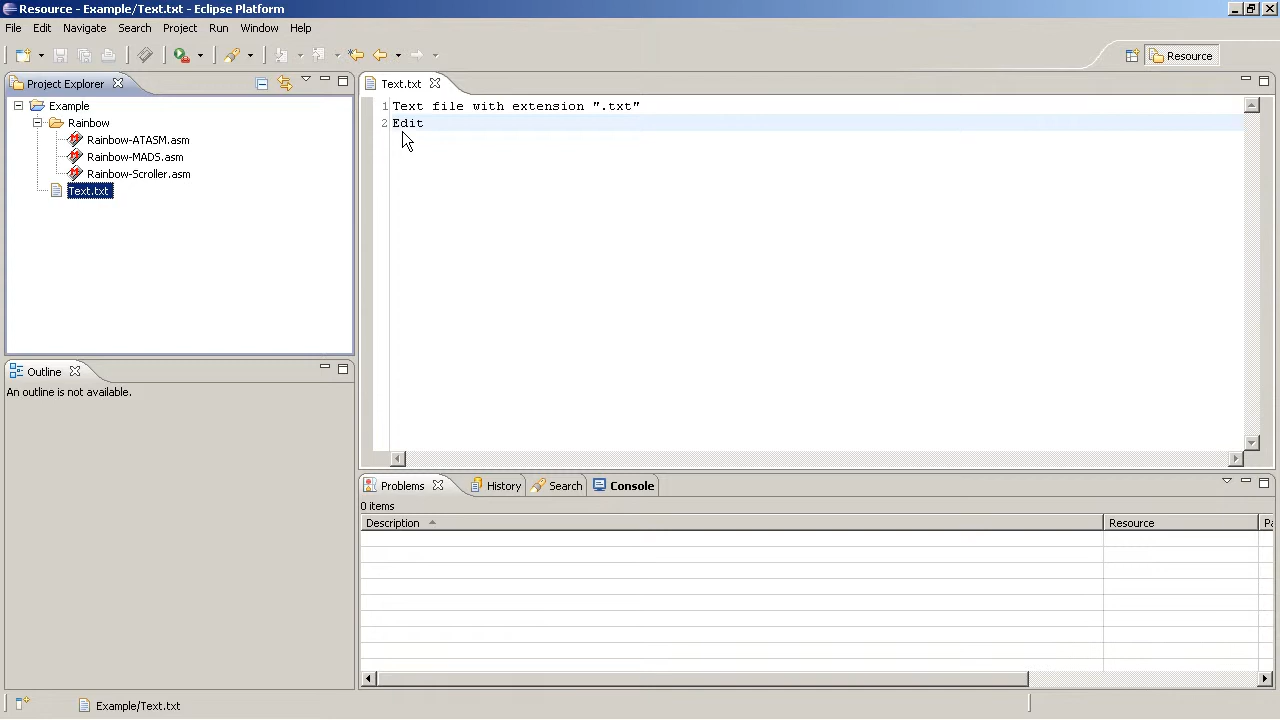 Resource - Example/Text.txt - Eclipse Platform
File Edit Navigate Search Project Run Window Help
Resource
Project Explorer
Example
Rainbow
Rainbow-ATASM.asm
Rainbow-MADS.asm
Rainbow-Scroller.asm
Text.txt
Outline
An outline is not available.
Text.txt
1 Text file with extension ".txt"
2 Edit
Problems History Search Console
0 items
Description Resource Pa
Example/Text.txt